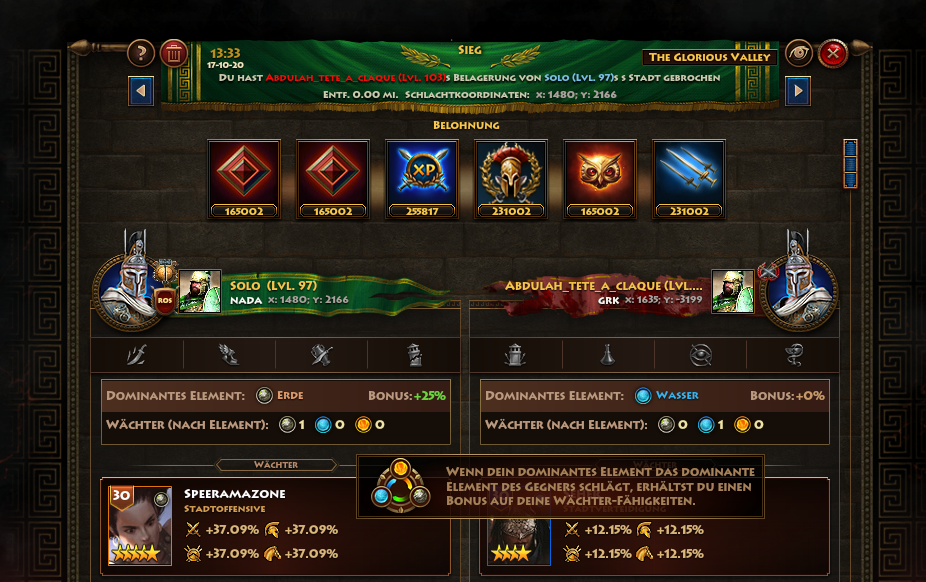 ?
13:33
17-10-20
Sieg
The Glorious Valley
Du hast Abdulah_tete_a_claque (Lvl. 103)s Belagerung von Solo (Lvl. 97)s s Stadt gebrochen
Entf. 0.00 mi. Schlachtkoordinaten: x: 1480; y: 2166
Belohnung
XP
165002 165002 255817 231002 165002 231002
Solo (Lvl. 97)
ROS
NADA x: 1480; y: 2166
Abdulah_tete_a_claque (Lvl....
GRK x: 1635; y: -3199
Dominantes Element: Erde Bonus: +25%
Wächter (nach Element): 1 0 0
Dominantes Element: Wasser Bonus: +0%
Wächter (nach Element): 0 1 0
Wächter
Wenn dein dominantes Element das dominante
Element des Gegners schlägt, erhältst du einen
Bonus auf deine Wächter-Fähigkeiten.
30
Speeramazone
Stadtoffensive
+37.09% +37.09%
+37.09% +37.09%
Stadtverteidigung
+12.15% +12.15%
+12.15% +12.15%